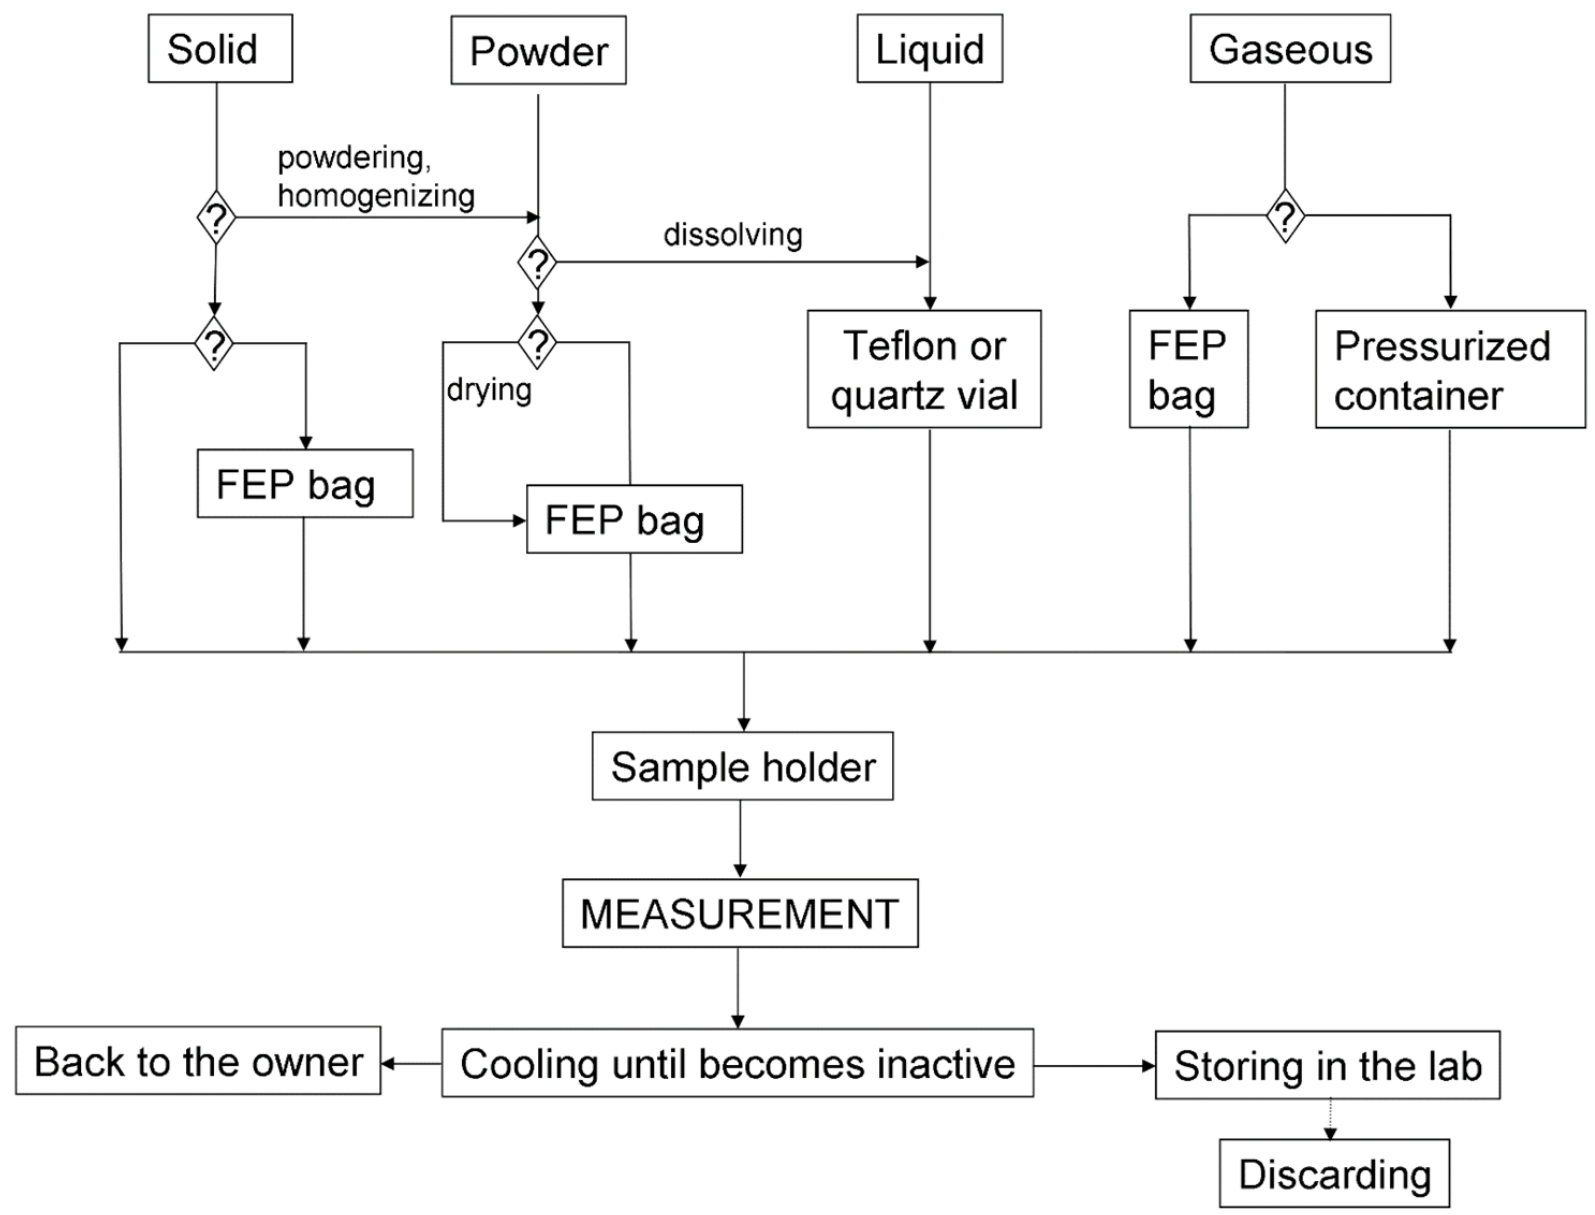 Solid
Powder
Liquid
Gaseous
powdering,
homogenizing
?
?
dissolving
?
?
?
drying
Teflon or
quartz vial
FEP
bag
Pressurized
container
FEP bag
FEP bag
Sample holder
MEASUREMENT
Back to the owner
Cooling until becomes inactive
Storing in the lab
Discarding